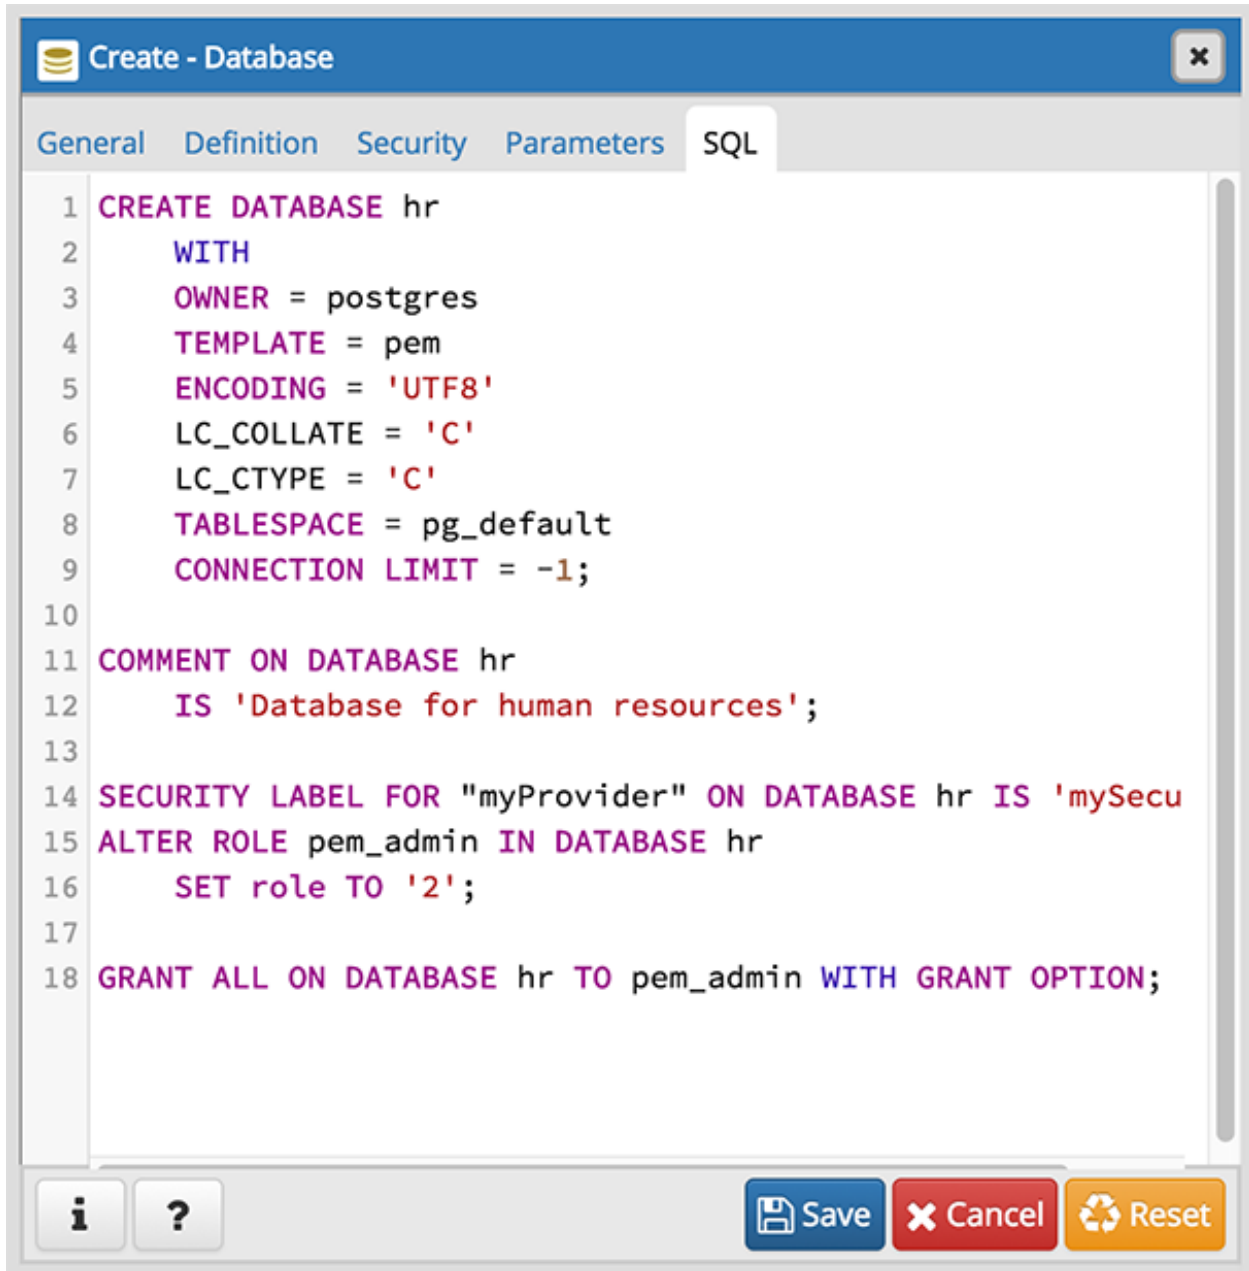 Create - Database
General Definition Security Parameters SQL
1 CREATE DATABASE hr
2 WITH
3 OWNER = postgres
4 TEMPLATE = pem
5 ENCODING = 'UTF8'
6 LC_COLLATE = 'C'
7 LC_CTYPE = 'C'
8 TABLESPACE = pg_default
9 CONNECTION LIMIT = -1;
10
11 COMMENT ON DATABASE hr
12 IS 'Database for human resources';
13
14 SECURITY LABEL FOR "myProvider" ON DATABASE hr IS 'mySecu
15 ALTER ROLE pem_admin IN DATABASE hr
16 SET role TO '2';
17
18 GRANT ALL ON DATABASE hr TO pem_admin WITH GRANT OPTION;
i ? Save Cancel Reset